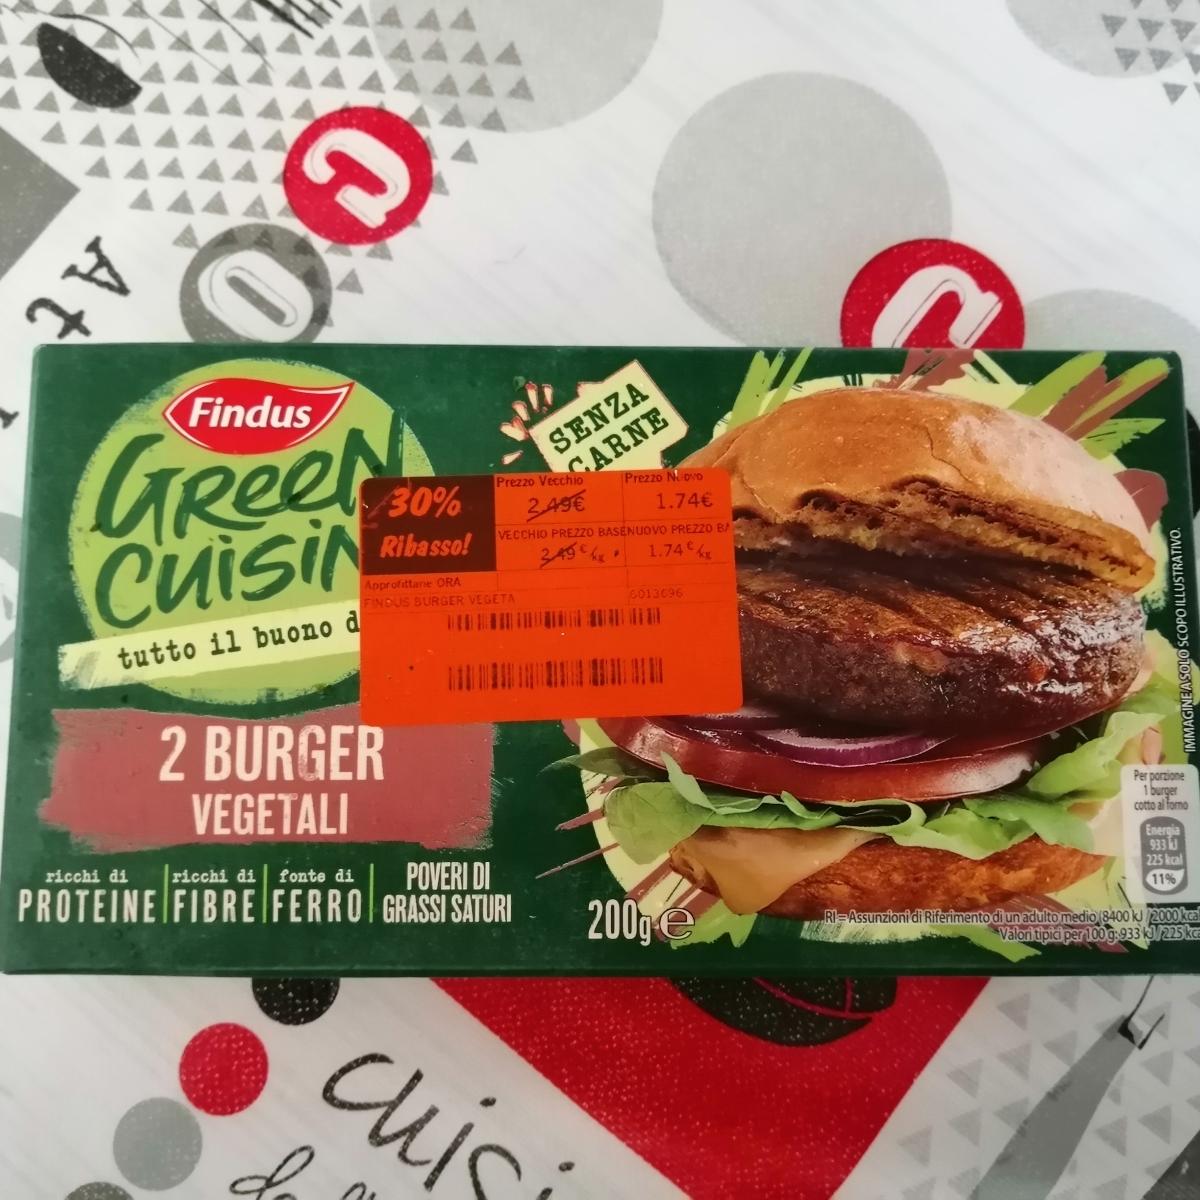 At
Findus
GREEN
CUISIN
tutto il buono d
SENZA
CARNE
30%
Ribasso!
Prezzo Vecchio
Prezzo Nuovo
2.49€
1.74€
VECCHIO PREZZO BASE
NUOVO PREZZO BA
2.49 €/kg
1.74 €/kg
Approfittane ORA
FINDUS BURGER VEGETA
6013696
2 BURGER
VEGETALI
ricchi di
PROTEINE
ricchi di
FIBRE
fonte di
FERRO
POVERI DI
GRASSI SATURI
200g e
IMMAGINE A SOLO SCOPO ILLUSTRATIVO.
Per porzione
1 burger
cotto al forno
Energia
933 kJ
225 kcal
11%
RI = Assunzioni di Riferimento di un adulto medio (8400 kJ / 2000 kca
Valori tipici per 100 g: 933 kJ / 225 kc
cuisi